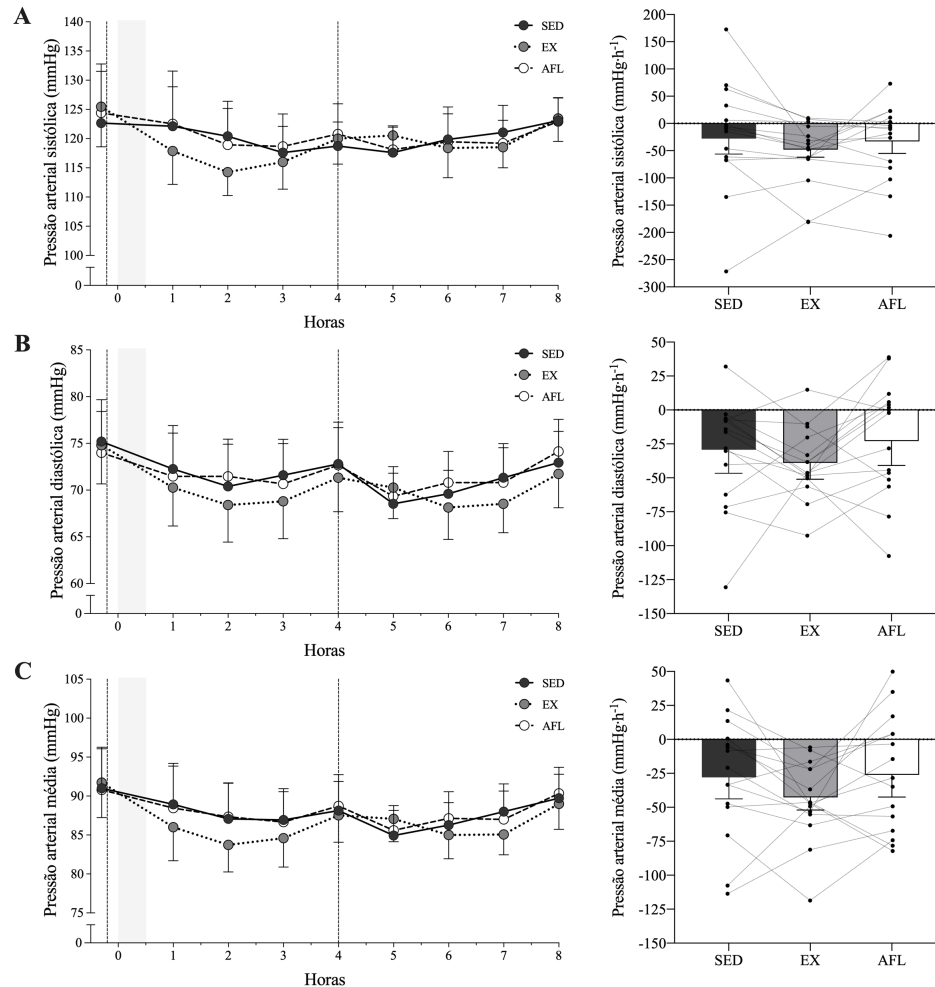 A
Pressão arterial sistólica (mmHg)
140
135
130
125
120
115
110
105
100
0
0 1 2 3 4 5 6 7 8
Horas
SED
EX
AFL
Pressão arterial sistólica (mmHg·h-1)
200
150
100
50
0
-50
-100
-150
-200
-250
-300
SED EX AFL
B
Pressão arterial diastólica (mmHg)
85
80
75
70
65
60
0
0 1 2 3 4 5 6 7 8
Horas
SED
EX
AFL
Pressão arterial diastólica (mmHg·h-1)
50
25
0
-25
-50
-75
-100
-125
-150
SED EX AFL
C
Pressão arterial média (mmHg)
105
100
95
90
85
80
75
0
0 1 2 3 4 5 6 7 8
Horas
SED
EX
AFL
Pressão arterial média (mmHg·h-1)
50
25
0
-25
-50
-75
-100
-125
-150
SED EX AFL